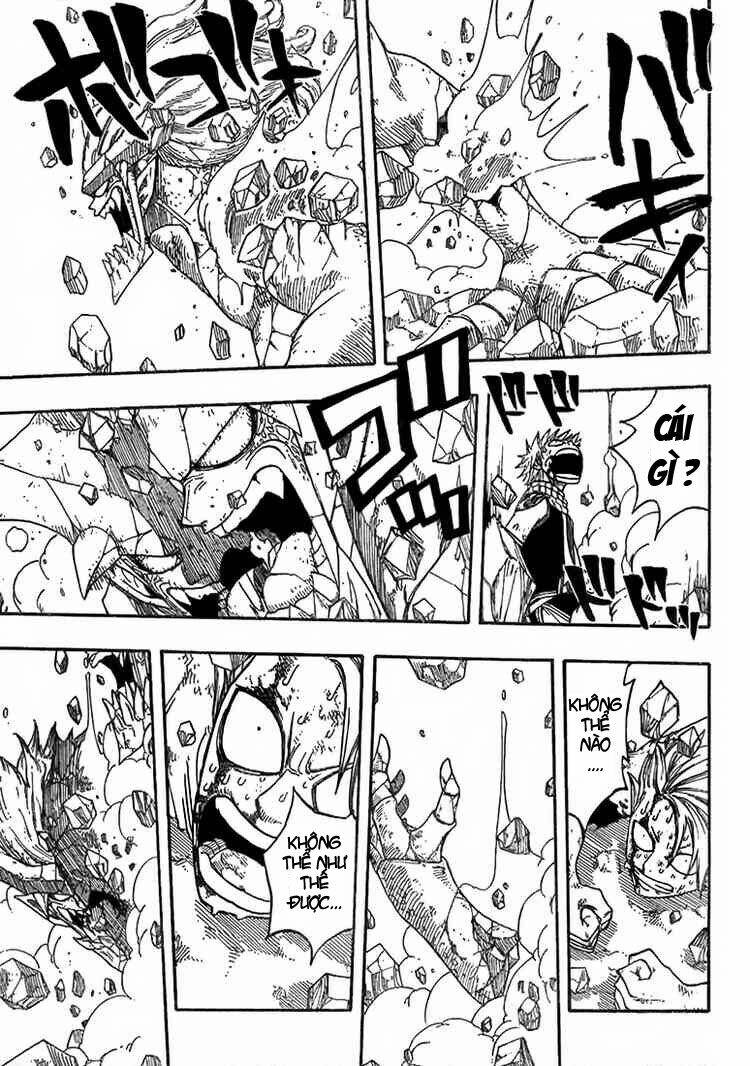 バキィ
ボゴォ
ドドド
CÁI
GÌ ?
ドドドッ
ゴゴゴ
KHÔNG
THỂ
NÀO
....
KHÔNG
THỂ NHƯ
THẾ
ĐƯỢC...